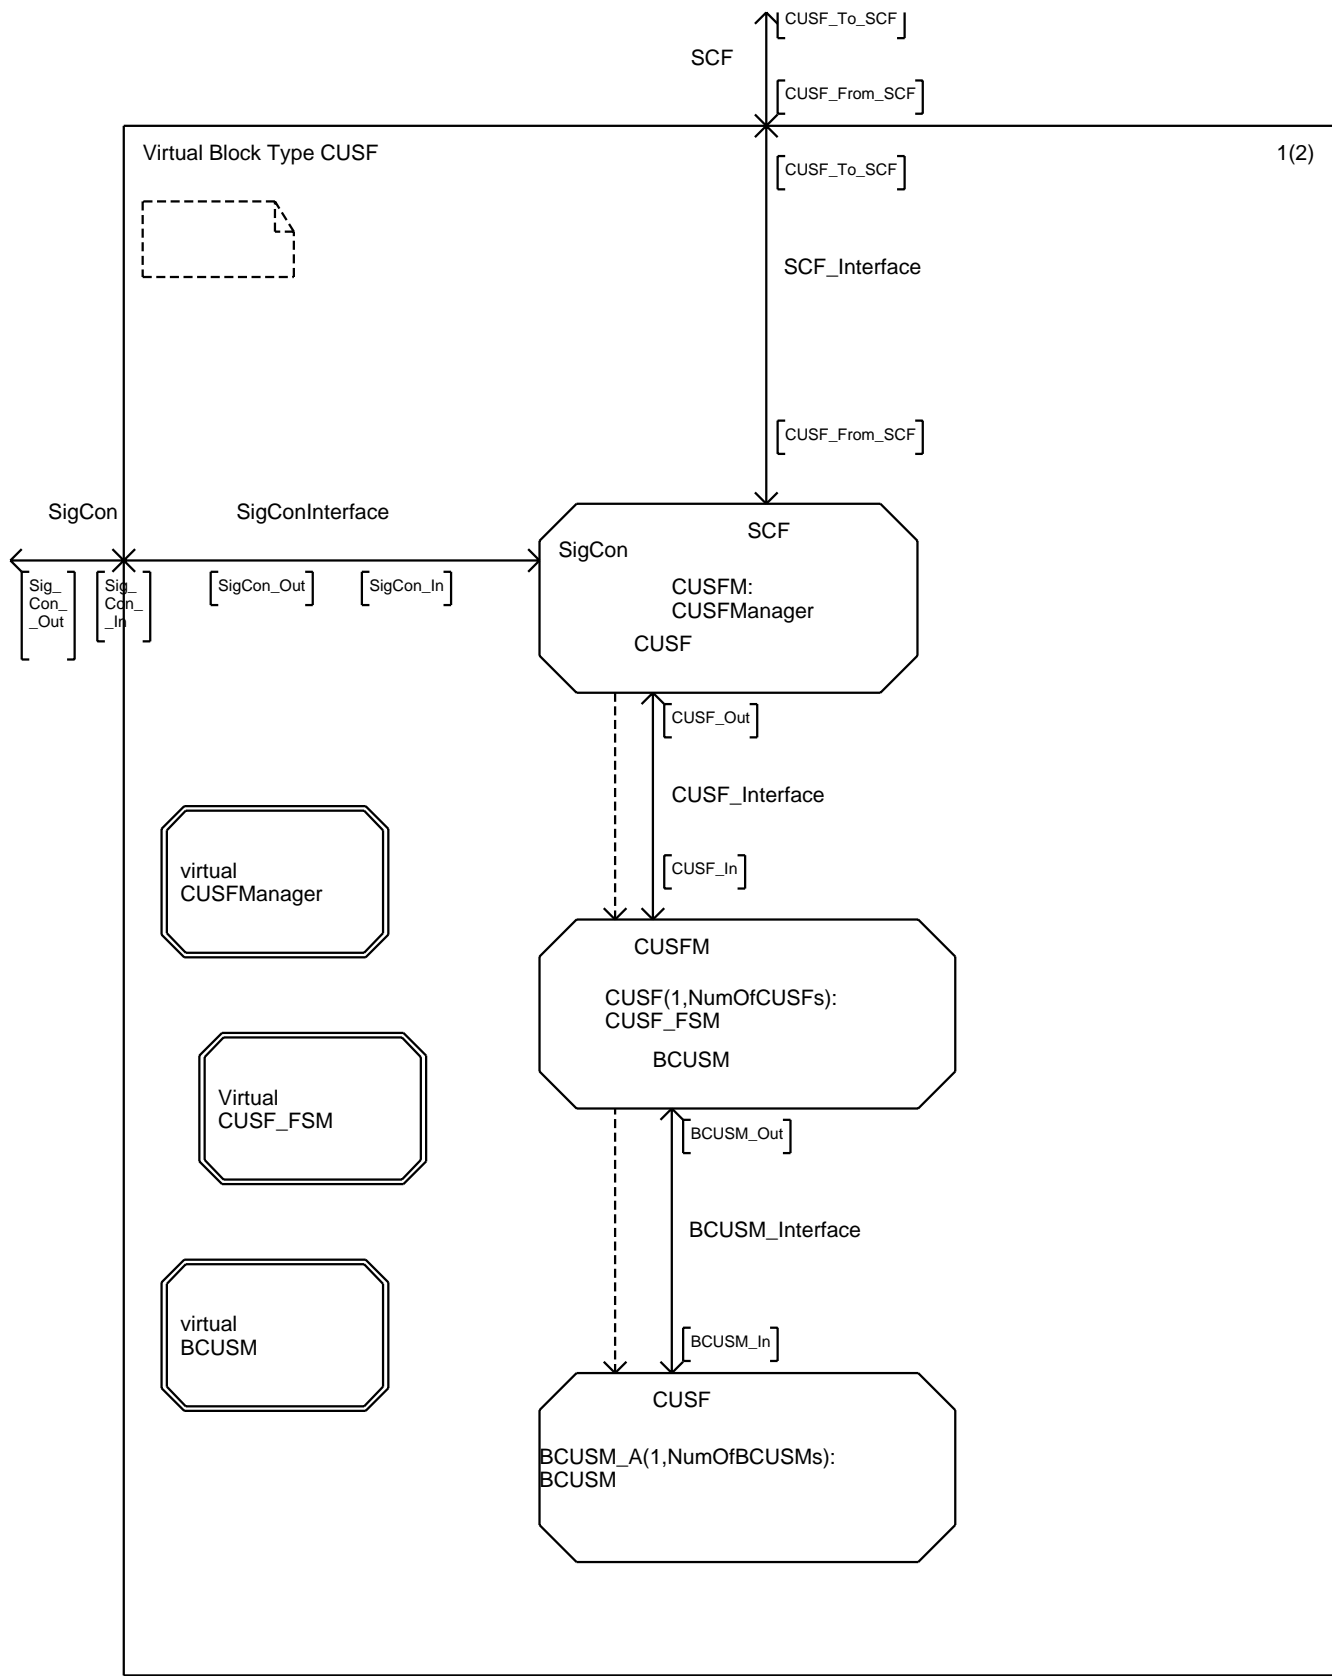 CUSF_To_SCF
SCF
CUSF_From_SCF
Virtual Block Type CUSF
1(2)
CUSF_To_SCF
SCF_Interface
CUSF_From_SCF
SigCon
SigConInterface
SCF
SigCon
Sig_
Con_
_Out
Sig_
Con_
_In
SigCon_Out
SigCon_In
CUSFM:
CUSFManager
CUSF
CUSF_Out
CUSF_Interface
CUSF_In
virtual
CUSFManager
CUSFM
CUSF(1,NumOfCUSFs):
CUSF_FSM
BCUSM
Virtual
CUSF_FSM
BCUSM_Out
BCUSM_Interface
BCUSM_In
virtual
BCUSM
CUSF
BCUSM_A(1,NumOfBCUSMs):
BCUSM